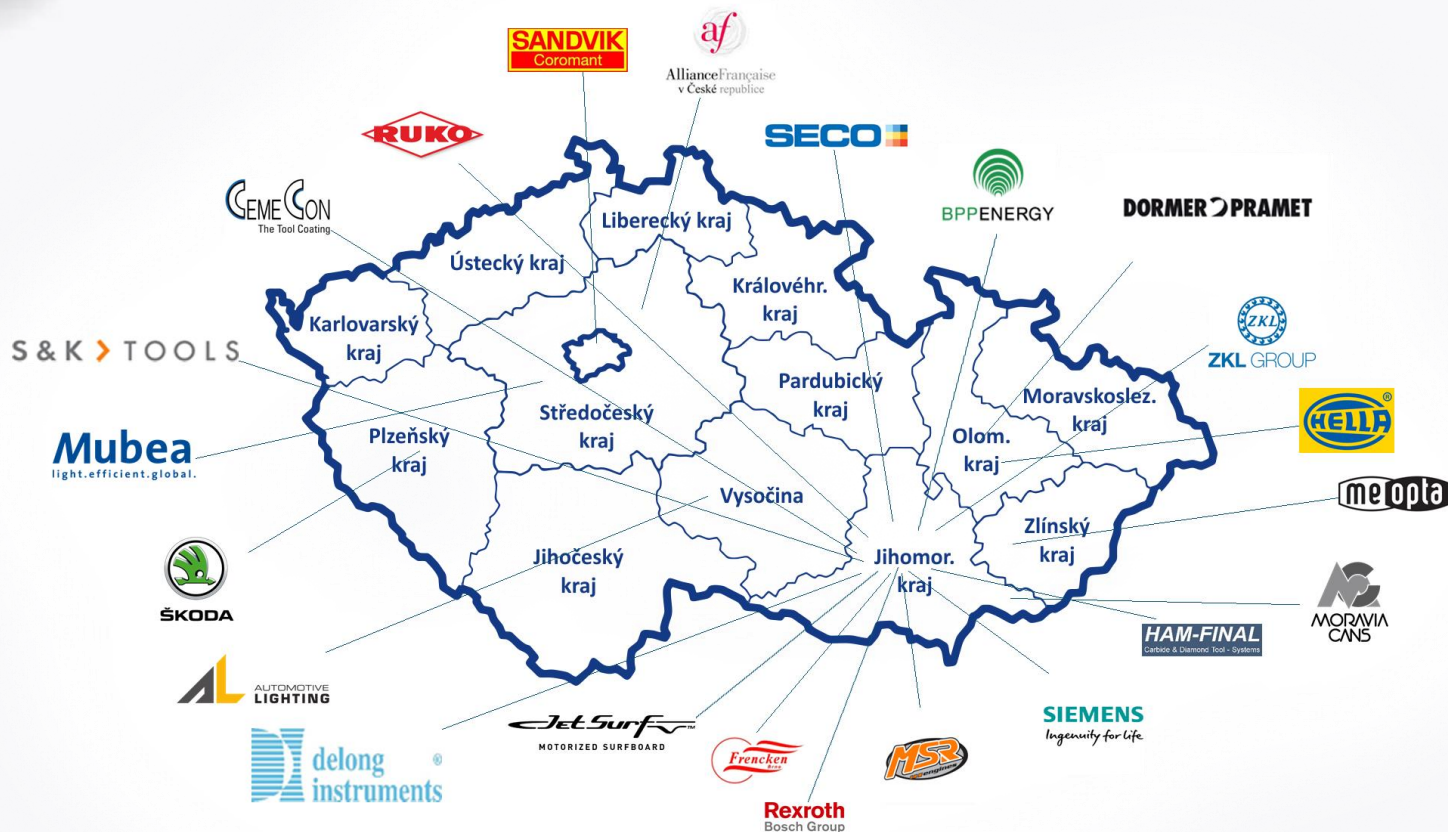 SANDVIK
Coromant
af
AllianceFrançaise
v České republice
RUKO
SECO
BPPENERGY
DORMER PRAMET
CEMECON
The Tool Coating
Liberecký kraj
Ústecký kraj
Královéhr.
kraj
Karlovarský
kraj
ZKL
ZKL GROUP
S & K > TOOLS
Pardubický
kraj
Moravskoslez.
kraj
Středočeský
kraj
HELLA
®
Plzeňský
kraj
Olom.
kraj
Mubea
light.efficient.global.
Vysočina
meopta
Zlínský
kraj
Jihočeský
kraj
Jihomor.
kraj
ŠKODA
MORAVIA
CANS
HAM-FINAL
Carbide & Diamond Tool - Systems
AL
AUTOMOTIVE
LIGHTING
JetSurf™
MOTORIZED SURFBOARD
SIEMENS
Ingenuity for life
delong ®
instruments
Frencken
Brno
MSR
engines
Rexroth
Bosch Group